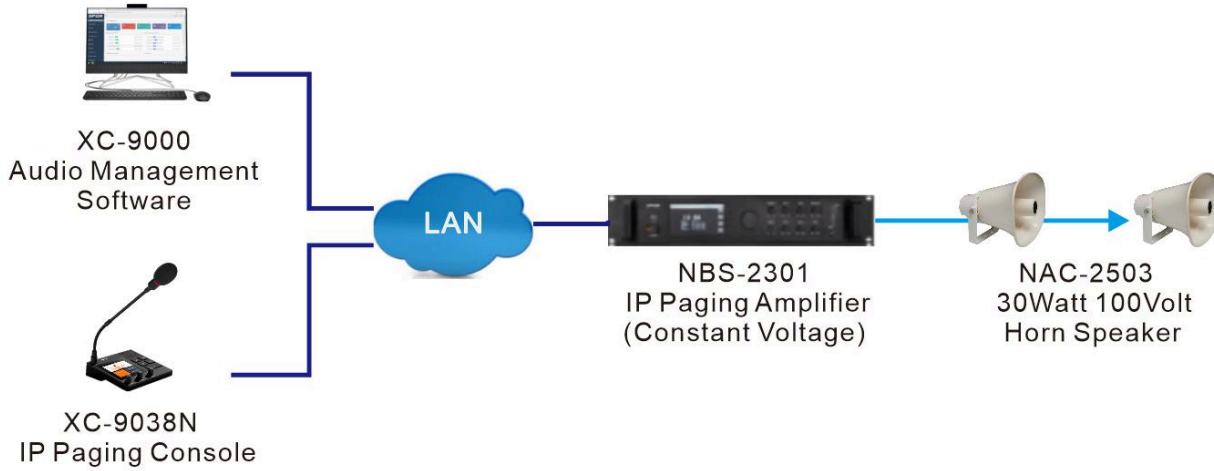 XC-9000
Audio Management
Software
LAN
NBS-2301
IP Paging Amplifier
(Constant Voltage)
NAC-2503
30Watt 100Volt
Horn Speaker
XC-9038N
IP Paging Console